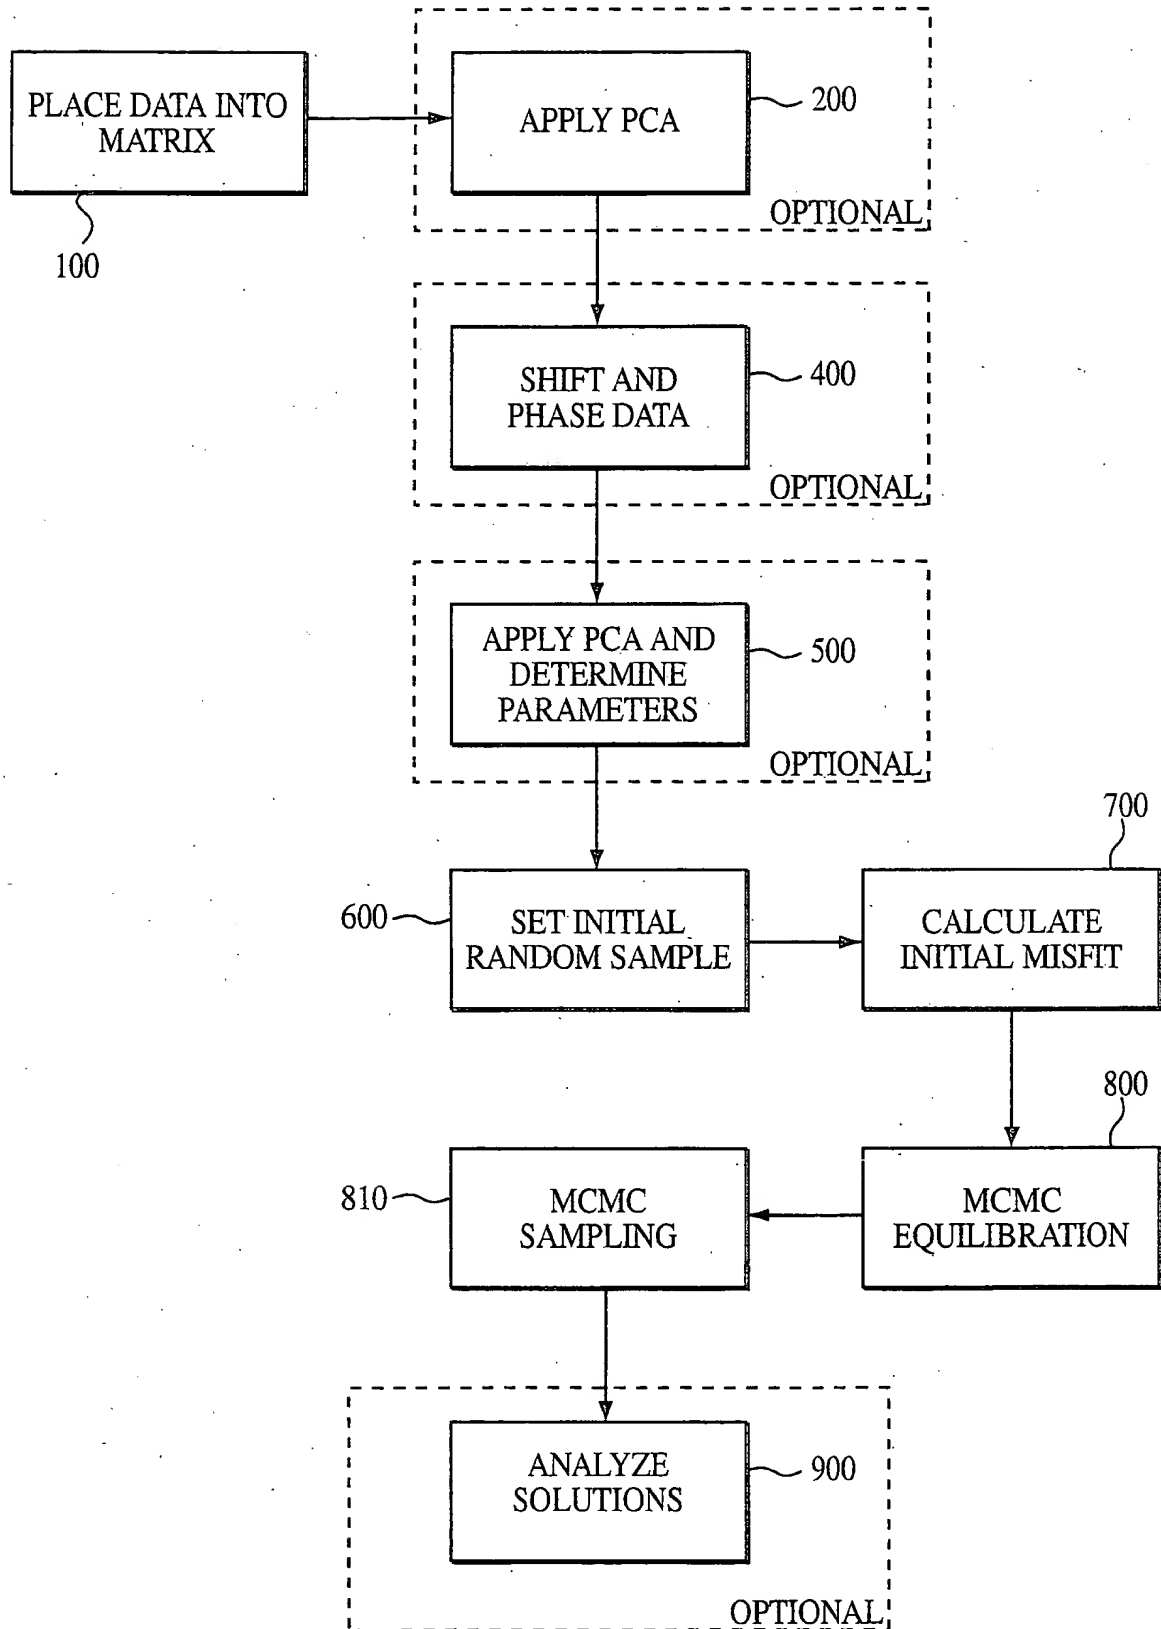 PLACE DATA INTO
MATRIX
100
APPLY PCA
200
OPTIONAL
SHIFT AND
PHASE DATA
400
OPTIONAL
APPLY PCA AND
DETERMINE
PARAMETERS
500
OPTIONAL
600
SET INITIAL
RANDOM SAMPLE
700
CALCULATE
INITIAL MISFIT
800
MCMC
EQUILIBRATION
810
MCMC
SAMPLING
ANALYZE
SOLUTIONS
900
OPTIONAL